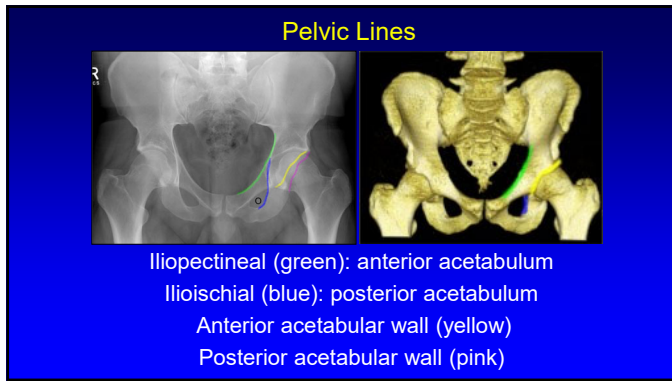 Pelvic Lines
R
O
Iliopectineal (green): anterior acetabulum
Ilioischial (blue): posterior acetabulum
Anterior acetabular wall (yellow)
Posterior acetabular wall (pink)